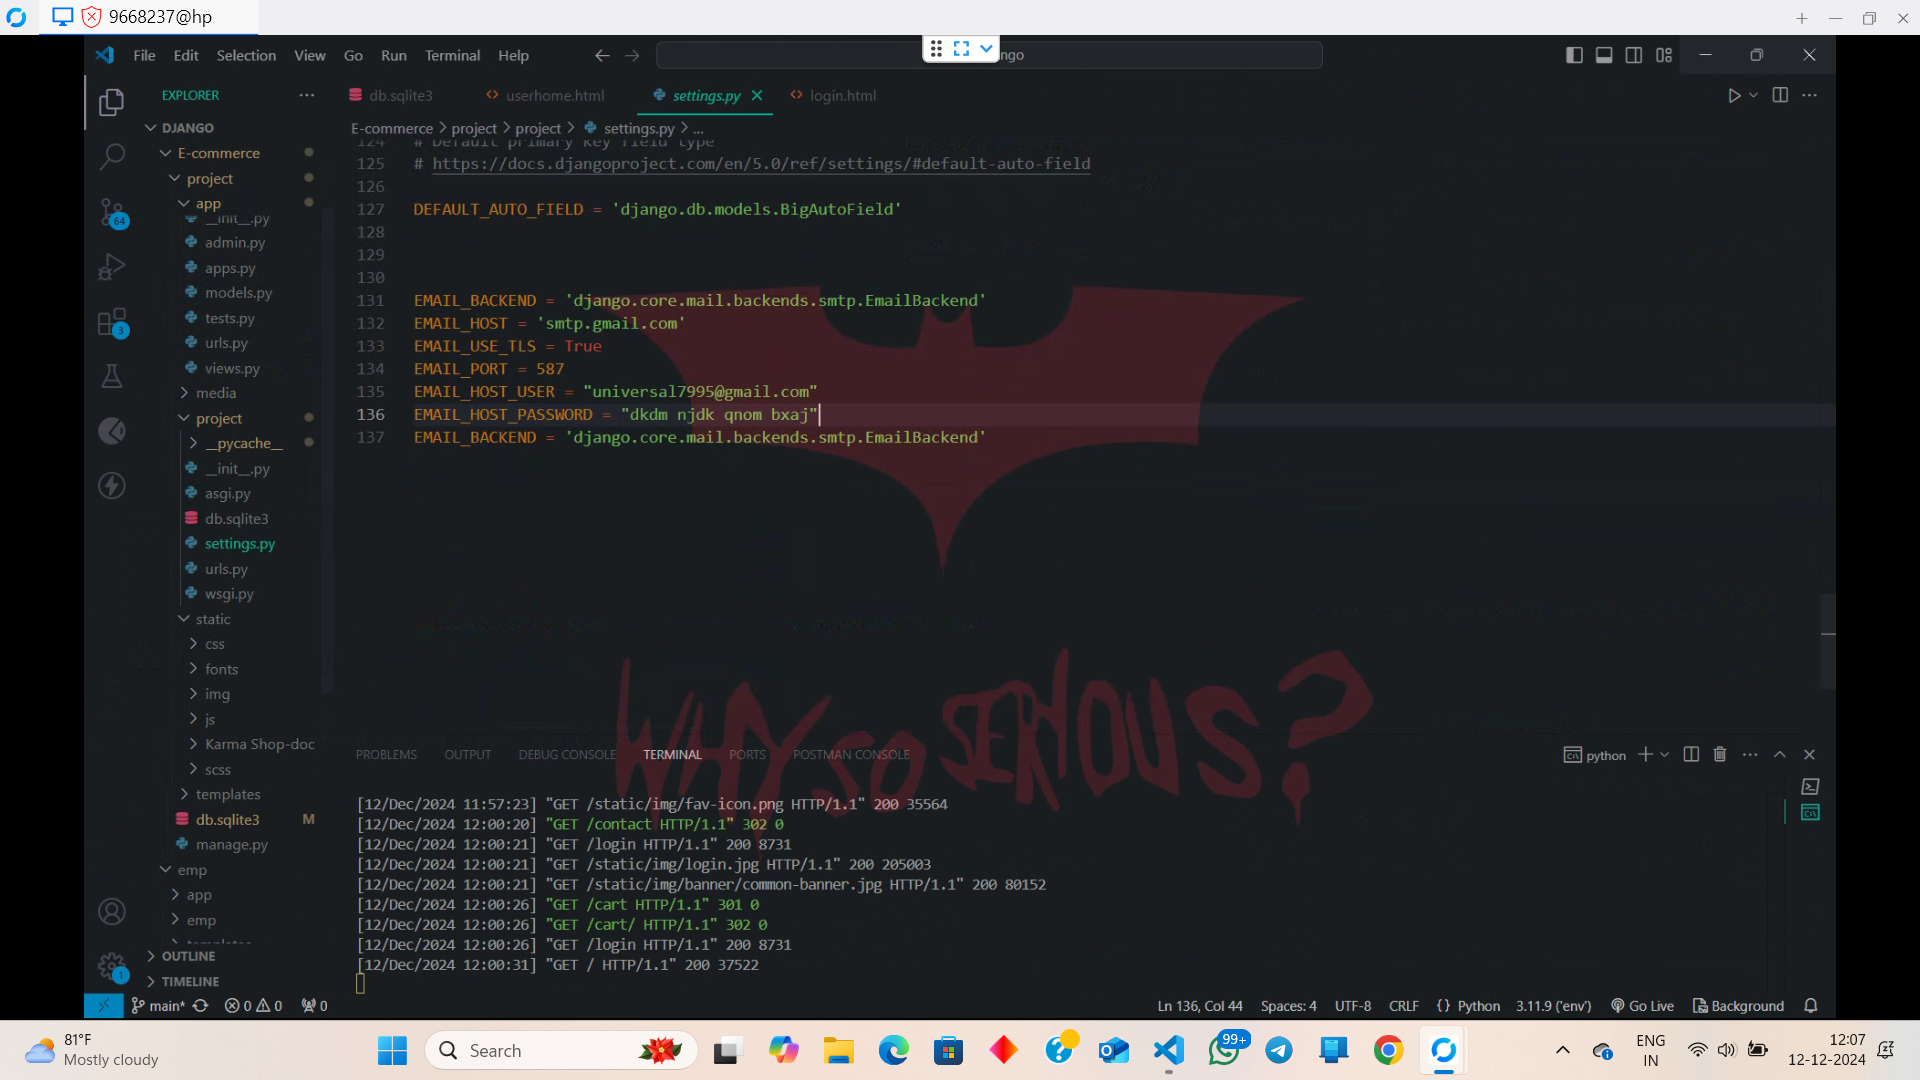 9668237@hp
File Edit Selection View Go Run Terminal Help
ngo
EXPLORER
db.sqlite3 userhome.html settings.py login.html
DJANGO
E-commerce
project
app
__init__.py
admin.py
apps.py
models.py
tests.py
urls.py
views.py
media
project
__pycache__
__init__.py
asgi.py
db.sqlite3
settings.py
urls.py
wsgi.py
static
css
fonts
img
js
Karma Shop-doc
scss
templates
db.sqlite3 M
manage.py
emp
app
emp
templates
OUTLINE
TIMELINE
64
3
1
E-commerce > project > project > settings.py > ...
124 # Default primary key field type
125 # https://docs.djangoproject.com/en/5.0/ref/settings/#default-auto-field
126
127 DEFAULT_AUTO_FIELD = 'django.db.models.BigAutoField'
128
129
130
131 EMAIL_BACKEND = 'django.core.mail.backends.smtp.EmailBackend'
132 EMAIL_HOST = 'smtp.gmail.com'
133 EMAIL_USE_TLS = True
134 EMAIL_PORT = 587
135 EMAIL_HOST_USER = "universal7995@gmail.com"
136 EMAIL_HOST_PASSWORD = "dkdm njdk qnom bxaj"
137 EMAIL_BACKEND = 'django.core.mail.backends.smtp.EmailBackend'
WHY SO SERIOUS?
PROBLEMS OUTPUT DEBUG CONSOLE TERMINAL PORTS POSTMAN CONSOLE
python
[12/Dec/2024 11:57:23] "GET /static/img/fav-icon.png HTTP/1.1" 200 35564
[12/Dec/2024 12:00:20] "GET /contact HTTP/1.1" 302 0
[12/Dec/2024 12:00:21] "GET /login HTTP/1.1" 200 8731
[12/Dec/2024 12:00:21] "GET /static/img/login.jpg HTTP/1.1" 200 205003
[12/Dec/2024 12:00:21] "GET /static/img/banner/common-banner.jpg HTTP/1.1" 200 80152
[12/Dec/2024 12:00:26] "GET /cart HTTP/1.1" 301 0
[12/Dec/2024 12:00:26] "GET /cart/ HTTP/1.1" 302 0
[12/Dec/2024 12:00:26] "GET /login HTTP/1.1" 200 8731
[12/Dec/2024 12:00:31] "GET / HTTP/1.1" 200 37522
main* 0 0 0 Ln 136, Col 44 Spaces: 4 UTF-8 CRLF {} Python 3.11.9 ('env') Go Live Background
81°F
Mostly cloudy
Search
99+
ENG
IN
12:07
12-12-2024